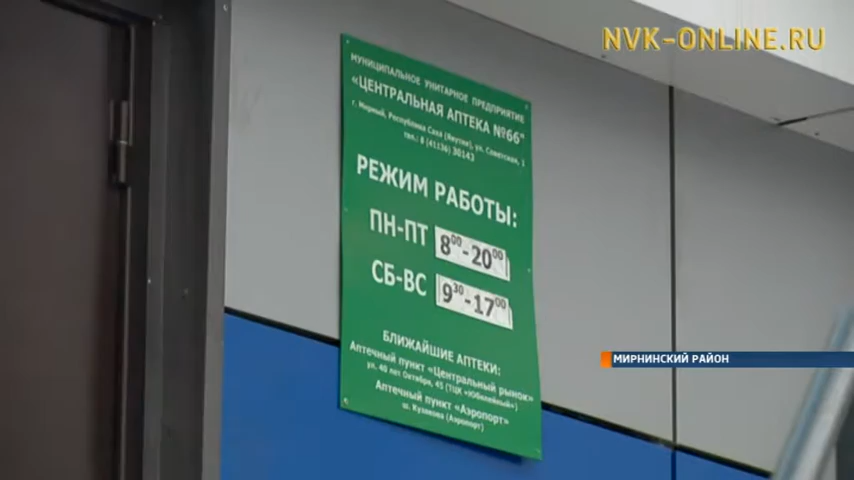 NVK-ONLINE.RU
МУНИЦИПАЛЬНОЕ УНИТАРНОЕ ПРЕДПРИЯТИЕ
«ЦЕНТРАЛЬНАЯ АПТЕКА №66"
г. Мирный, Республика Саха (Якутия), ул. Советская, 1
тел.: 8 (41136) 30143
РЕЖИМ РАБОТЫ:
ПН-ПТ 8⁰⁰-20⁰⁰
СБ-ВС 9³⁰-17⁰⁰
БЛИЖАЙШИЕ АПТЕКИ:
Аптечный пункт «Центральный рынок»
ул. 40 лет Октября, 45 (ТЦК «Юбилейный»)
Аптечный пункт «Аэропорт»
ш. Кузакова (Аэропорт)
МИРНИНСКИЙ РАЙОН